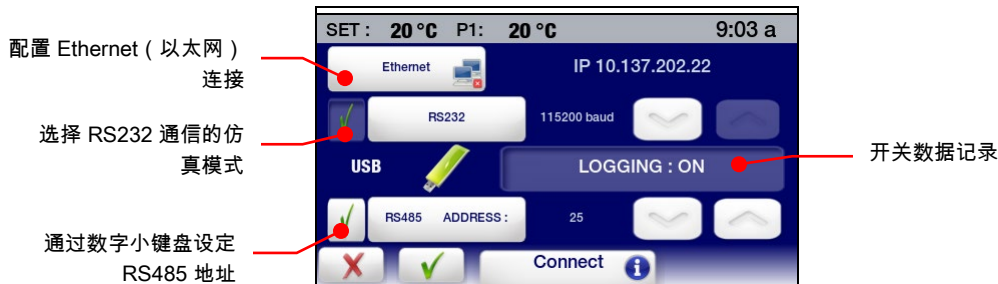 SET : 20 °C P1: 20 °C 9:03 a
配置 Ethernet（以太网）
连接
Ethernet
IP 10.137.202.22
选择 RS232 通信的仿
真模式
RS232
115200 baud
USB
LOGGING : ON
开关数据记录
通过数字小键盘设定
RS485 地址
RS485 ADDRESS :
25
Connect